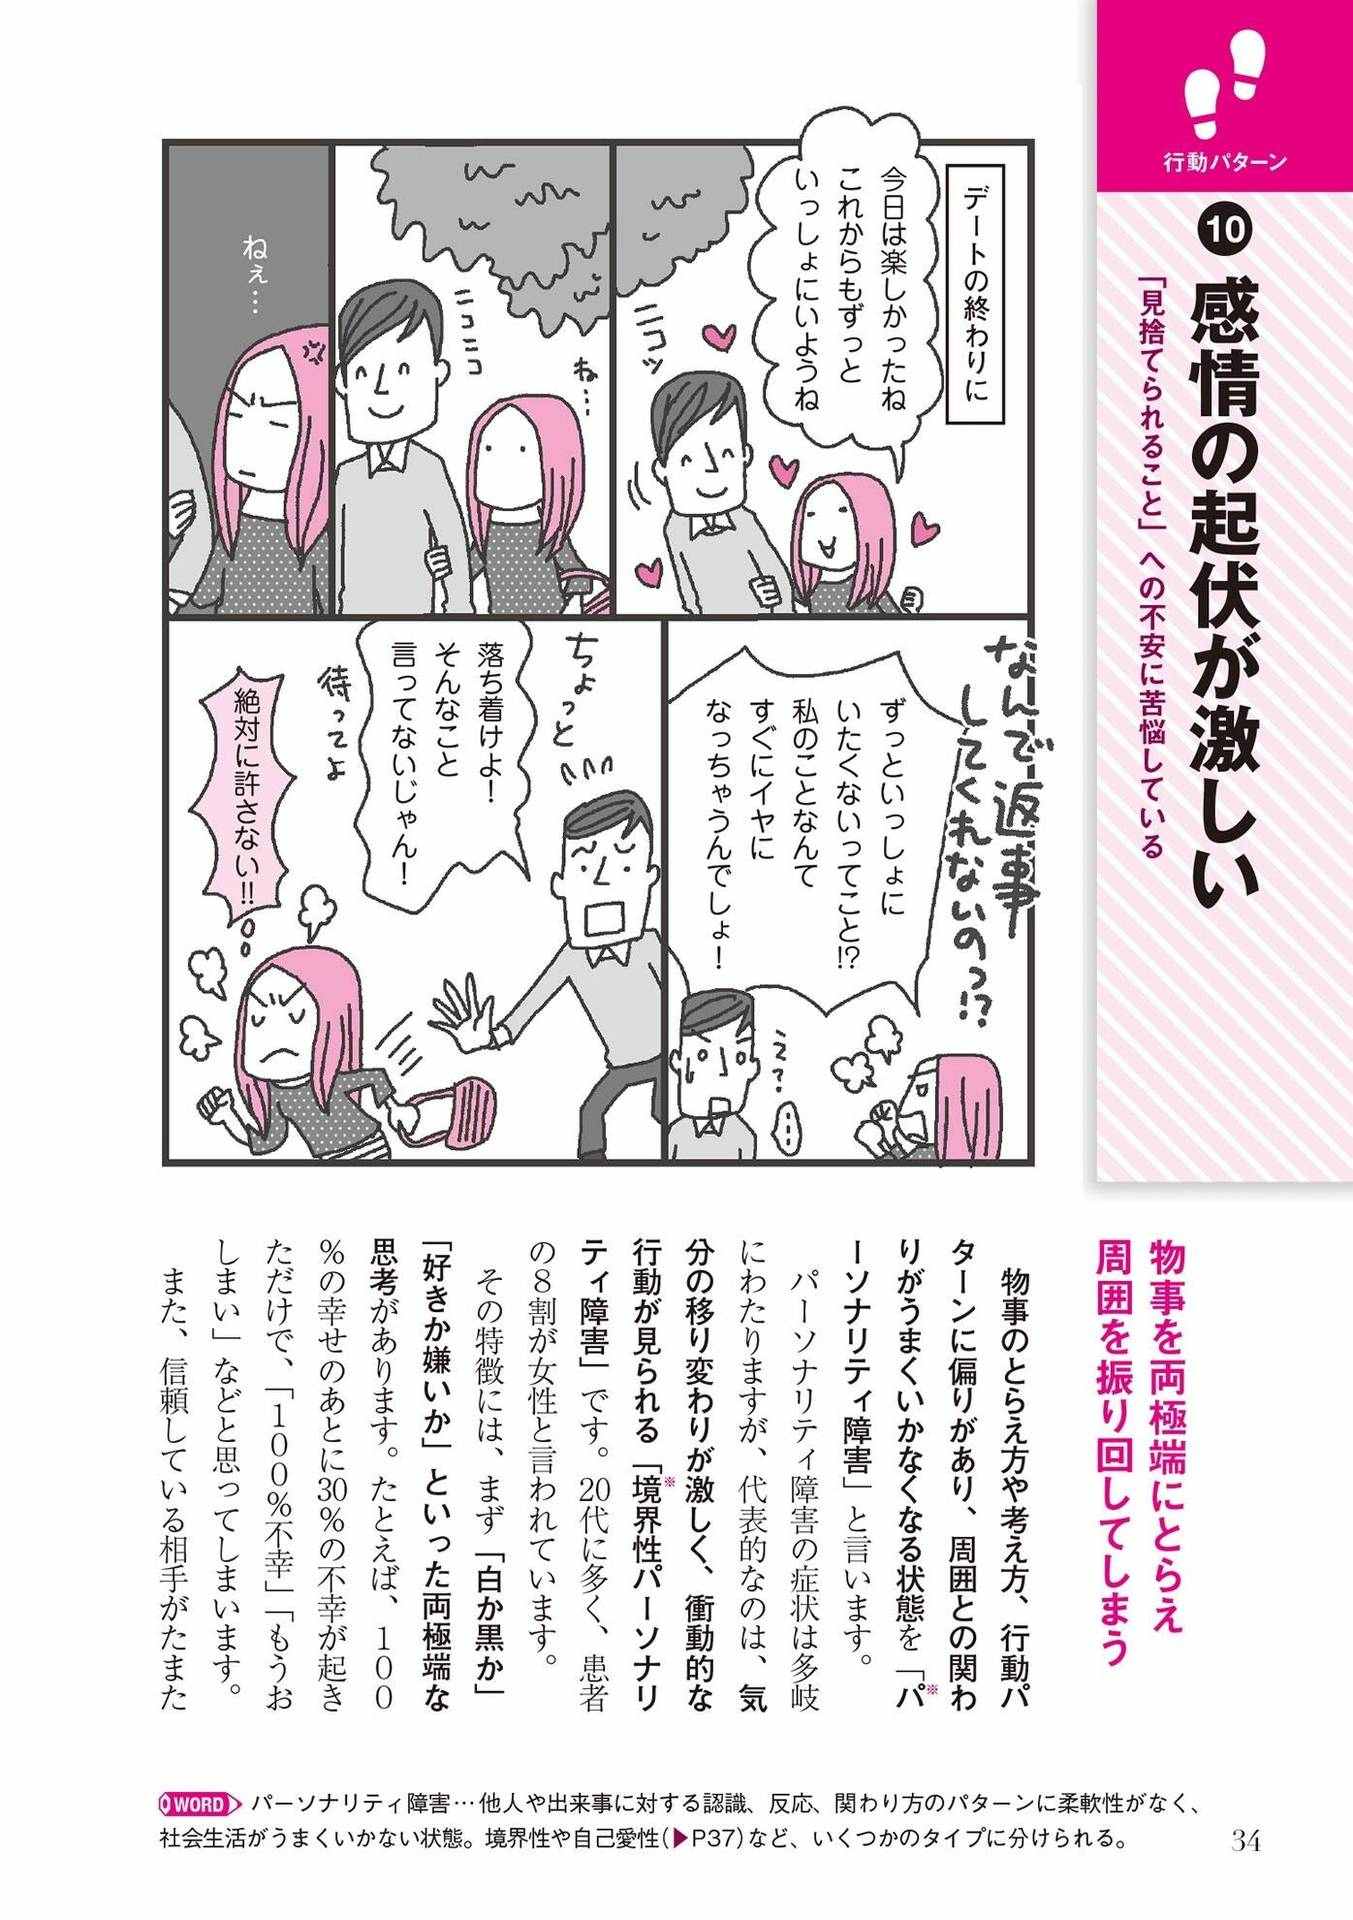 行動パターン
10
感情の起伏が激しい
「見捨てられること」への不安に苦悩している
デートの終わりに
今日は楽しかったね
これからもずっと
いっしょにいようね
ニコッ
ね…
ニコニコ
ねぇ…
なんで返事
してくれないのっ!?
ずっといっしょに
いたくないってこと!?
私のことなんて
すぐにイヤに
なっちゃうんでしょ!
え??
…
ちょっと
待ってよ
落ち着けよ!
そんなこと
言ってないじゃん!
絶対に許さない!!
物事を両極端にとらえ
周囲を振り回してしまう
物事のとらえ方や考え方、行動パ
ターンに偏りがあり、周囲との関わ
りがうまくいかなくなる状態を「パ※
ーソナリティ障害」と言います。
パーソナリティ障害の症状は多岐
にわたりますが、代表的なのは、気
分の移り変わりが激しく、衝動的な
行動が見られる「境※界性パーソナリ
ティ障害」です。20代に多く、患者
の8割が女性と言われています。
その特徴には、まず「白か黒か」
「好きか嫌いか」といった両極端な
思考があります。たとえば、100
%の幸せのあとに30%の不幸が起き
ただけで、「100%不幸」「もうお
しまい」などと思ってしまいます。
また、信頼している相手がたまた
WORD パーソナリティ障害…他人や出来事に対する認識、反応、関わり方のパターンに柔軟性がなく、
社会生活がうまくいかない状態。境界性や自己愛性(▶P37)など、いくつかのタイプに分けられる。
34